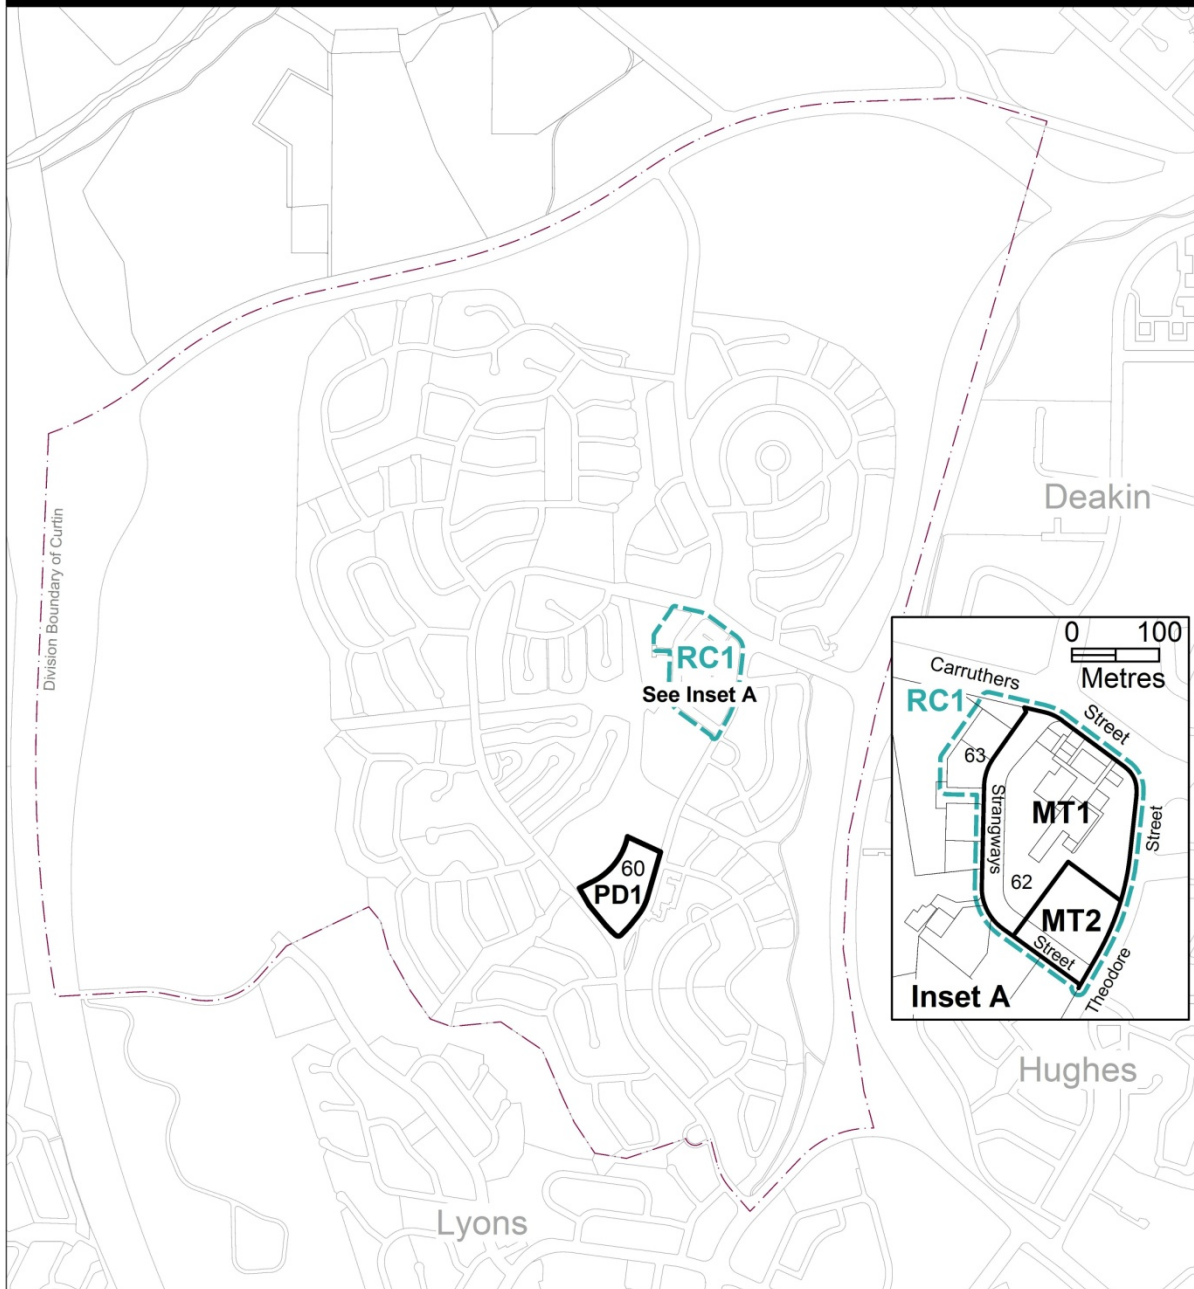 Deakin
Division Boundary of Curtin
RC1
See Inset A
60
PD1
0 100
Metres
Carruthers
Street
RC1
63
Strangways
MT1
Street
62
MT2
Street
Theodore
Inset A
Hughes
Lyons